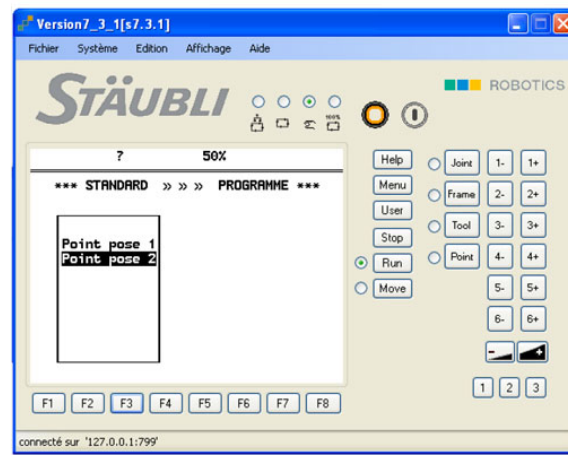 Version7_3_1[s7.3.1]
Fichier Système Edition Affichage Aide
STÄUBLI
ROBOTICS
100%
? 50%
*** STANDARD » » » PROGRAMME ***
Point pose 1
Point pose 2
Help
Menu
User
Stop
Run
Move
Joint 1- 1+
Frame 2- 2+
Tool 3- 3+
Point 4- 4+
5- 5+
6- 6+
- +
1 2 3
F1 F2 F3 F4 F5 F6 F7 F8
connecté sur '127.0.0.1:799'